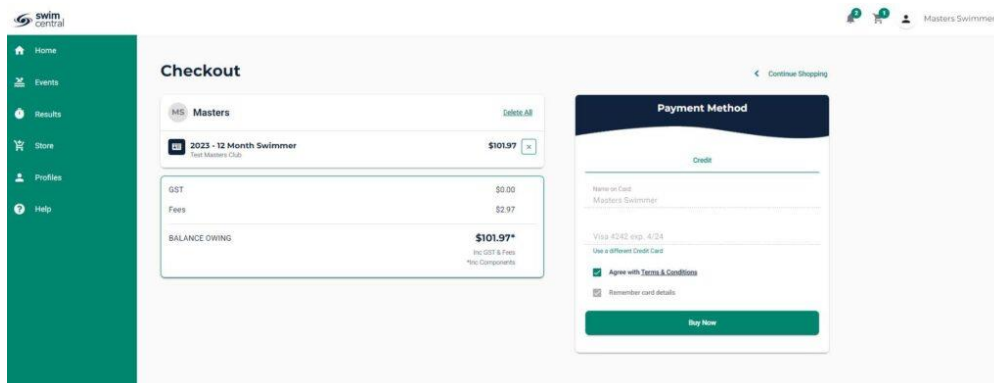 swim
central
2
1
Masters Swimmer
Home
Events
Results
Store
Profiles
Help
Checkout
Continue Shopping
MS Masters
Delete All
2023 - 12 Month Swimmer
$101.97
Test Masters Club
GST
$0.00
Fees
$2.97
BALANCE OWING
$101.97*
Inc GST & Fees
*Inc Components
Payment Method
Credit
Name on Card
Masters Swimmer
Visa 4242 exp. 4/24
Use a different Credit Card
Agree with Terms & Conditions
Remember card details
Buy Now